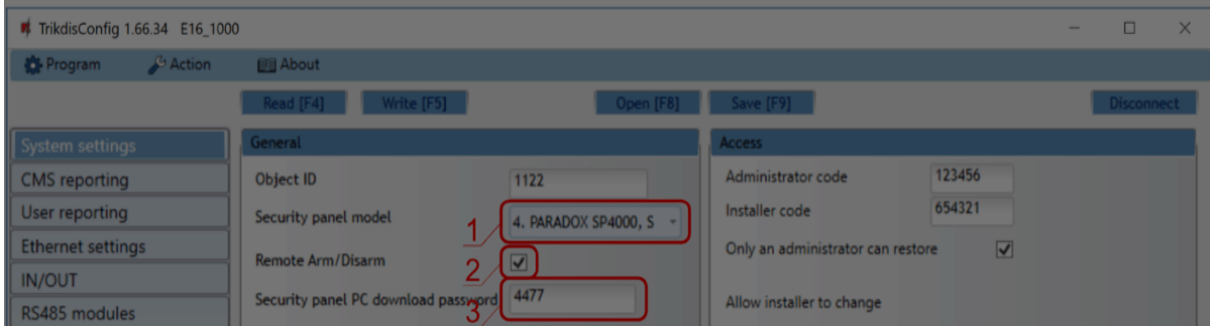 TrikdisConfig 1.66.34 E16_1000
Program Action About
Read [F4] Write [F5] Open [F8] Save [F9] Disconnect
System settings
CMS reporting
User reporting
Ethernet settings
IN/OUT
RS485 modules
General
Object ID 1122
Security panel model 4. PARADOX SP4000, S
1
Remote Arm/Disarm
2
Security panel PC download password 4477
3
Access
Administrator code 123456
Installer code 654321
Only an administrator can restore
Allow installer to change